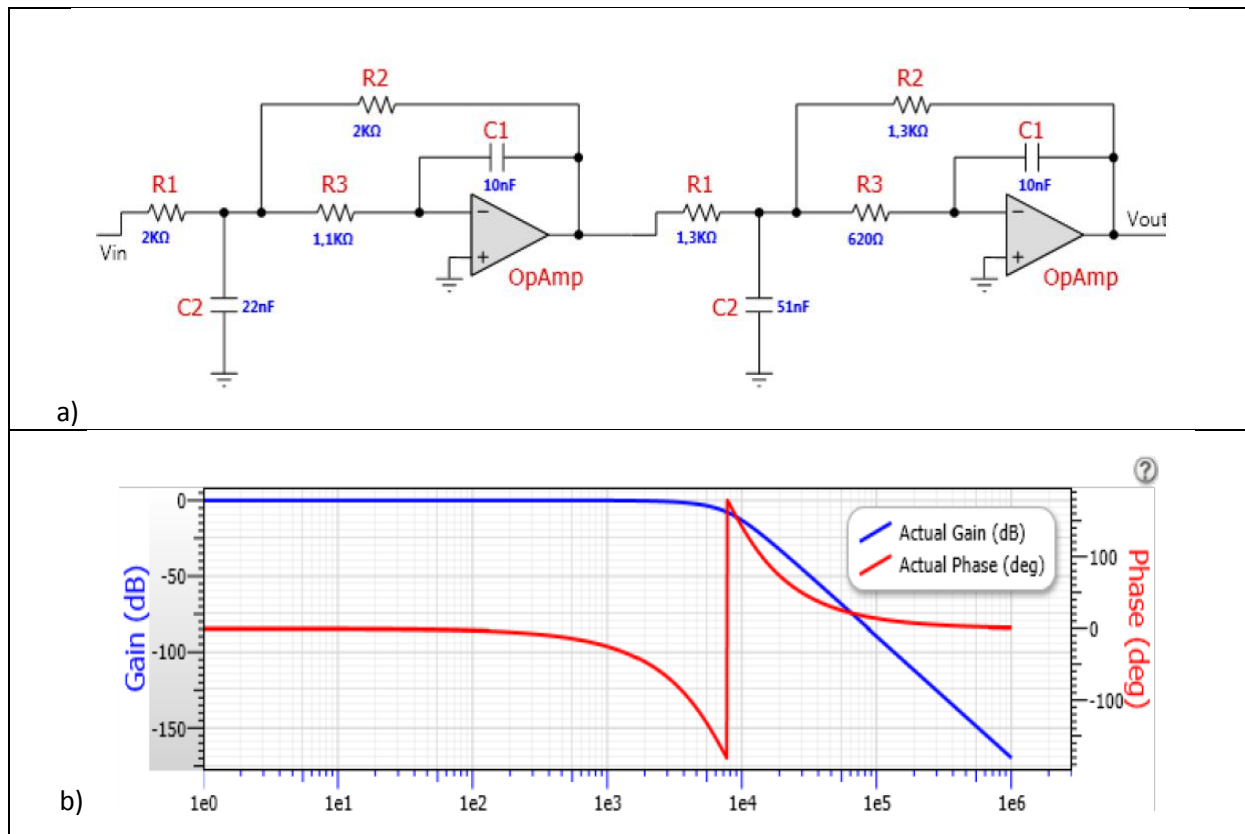 R2 R2
2KΩ 1,3KΩ
C1 C1
R1 R3 10nF R1 R3 10nF
Vin 2KΩ 1,1KΩ − + 1,3KΩ 620Ω − + Vout
OpAmp OpAmp
C2 22nF C2 51nF
a)
?
0
-50
-100
-150
Gain (dB)
Actual Gain (dB)
Actual Phase (deg)
100
0
-100
Phase (deg)
b) 1e0 1e1 1e2 1e3 1e4 1e5 1e6